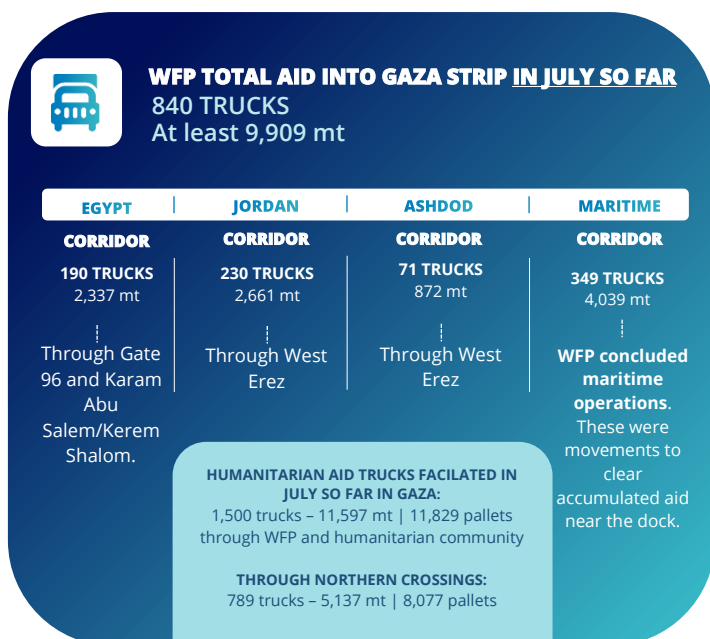 WFP TOTAL AID INTO GAZA STRIP IN JULY SO FAR
840 TRUCKS
At least 9,909 mt
EGYPT | JORDAN | ASHDOD | MARITIME
CORRIDOR CORRIDOR CORRIDOR CORRIDOR
190 TRUCKS
2,337 mt
Through Gate
96 and Karam
Abu
Salem/Kerem
Shalom.
230 TRUCKS
2,661 mt
Through West
Erez
71 TRUCKS
872 mt
Through West
Erez
349 TRUCKS
4,039 mt
WFP concluded
maritime
operations.
These were
movements to
clear
accumulated aid
near the dock.
HUMANITARIAN AID TRUCKS FACILATED IN
JULY SO FAR IN GAZA:
1,500 trucks – 11,597 mt | 11,829 pallets
through WFP and humanitarian community
THROUGH NORTHERN CROSSINGS:
789 trucks – 5,137 mt | 8,077 pallets